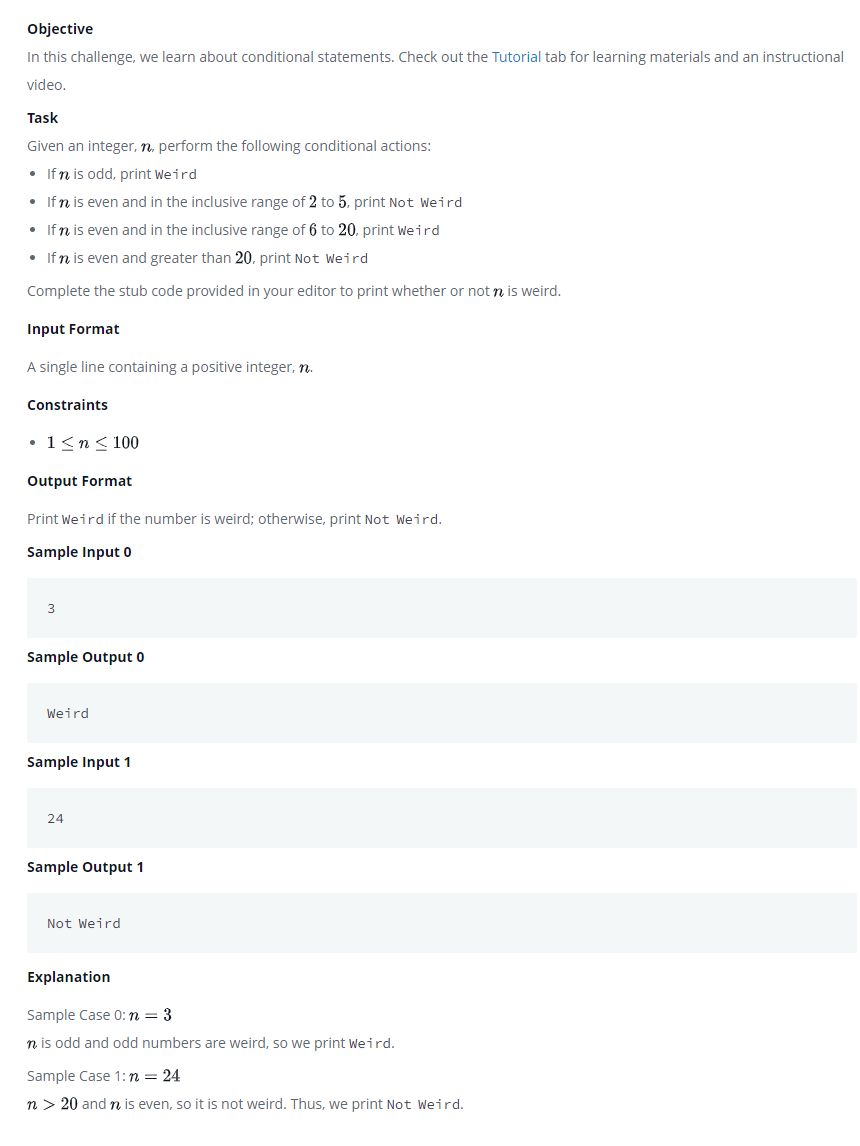 Objective
In this challenge, we learn about conditional statements. Check out the Tutorial tab for learning materials and an instructional
video.
Task
Given an integer, n, perform the following conditional actions:
• If n is odd, print Weird
• If n is even and in the inclusive range of 2 to 5, print Not Weird
• If n is even and in the inclusive range of 6 to 20, print Weird
• If n is even and greater than 20, print Not Weird
Complete the stub code provided in your editor to print whether or not n is weird.
Input Format
A single line containing a positive integer, n.
Constraints
• 1 ≤ n ≤ 100
Output Format
Print Weird if the number is weird; otherwise, print Not Weird.
Sample Input 0
3
Sample Output 0
Weird
Sample Input 1
24
Sample Output 1
Not Weird
Explanation
Sample Case 0: n = 3
n is odd and odd numbers are weird, so we print Weird.
Sample Case 1: n = 24
n > 20 and n is even, so it is not weird. Thus, we print Not Weird.